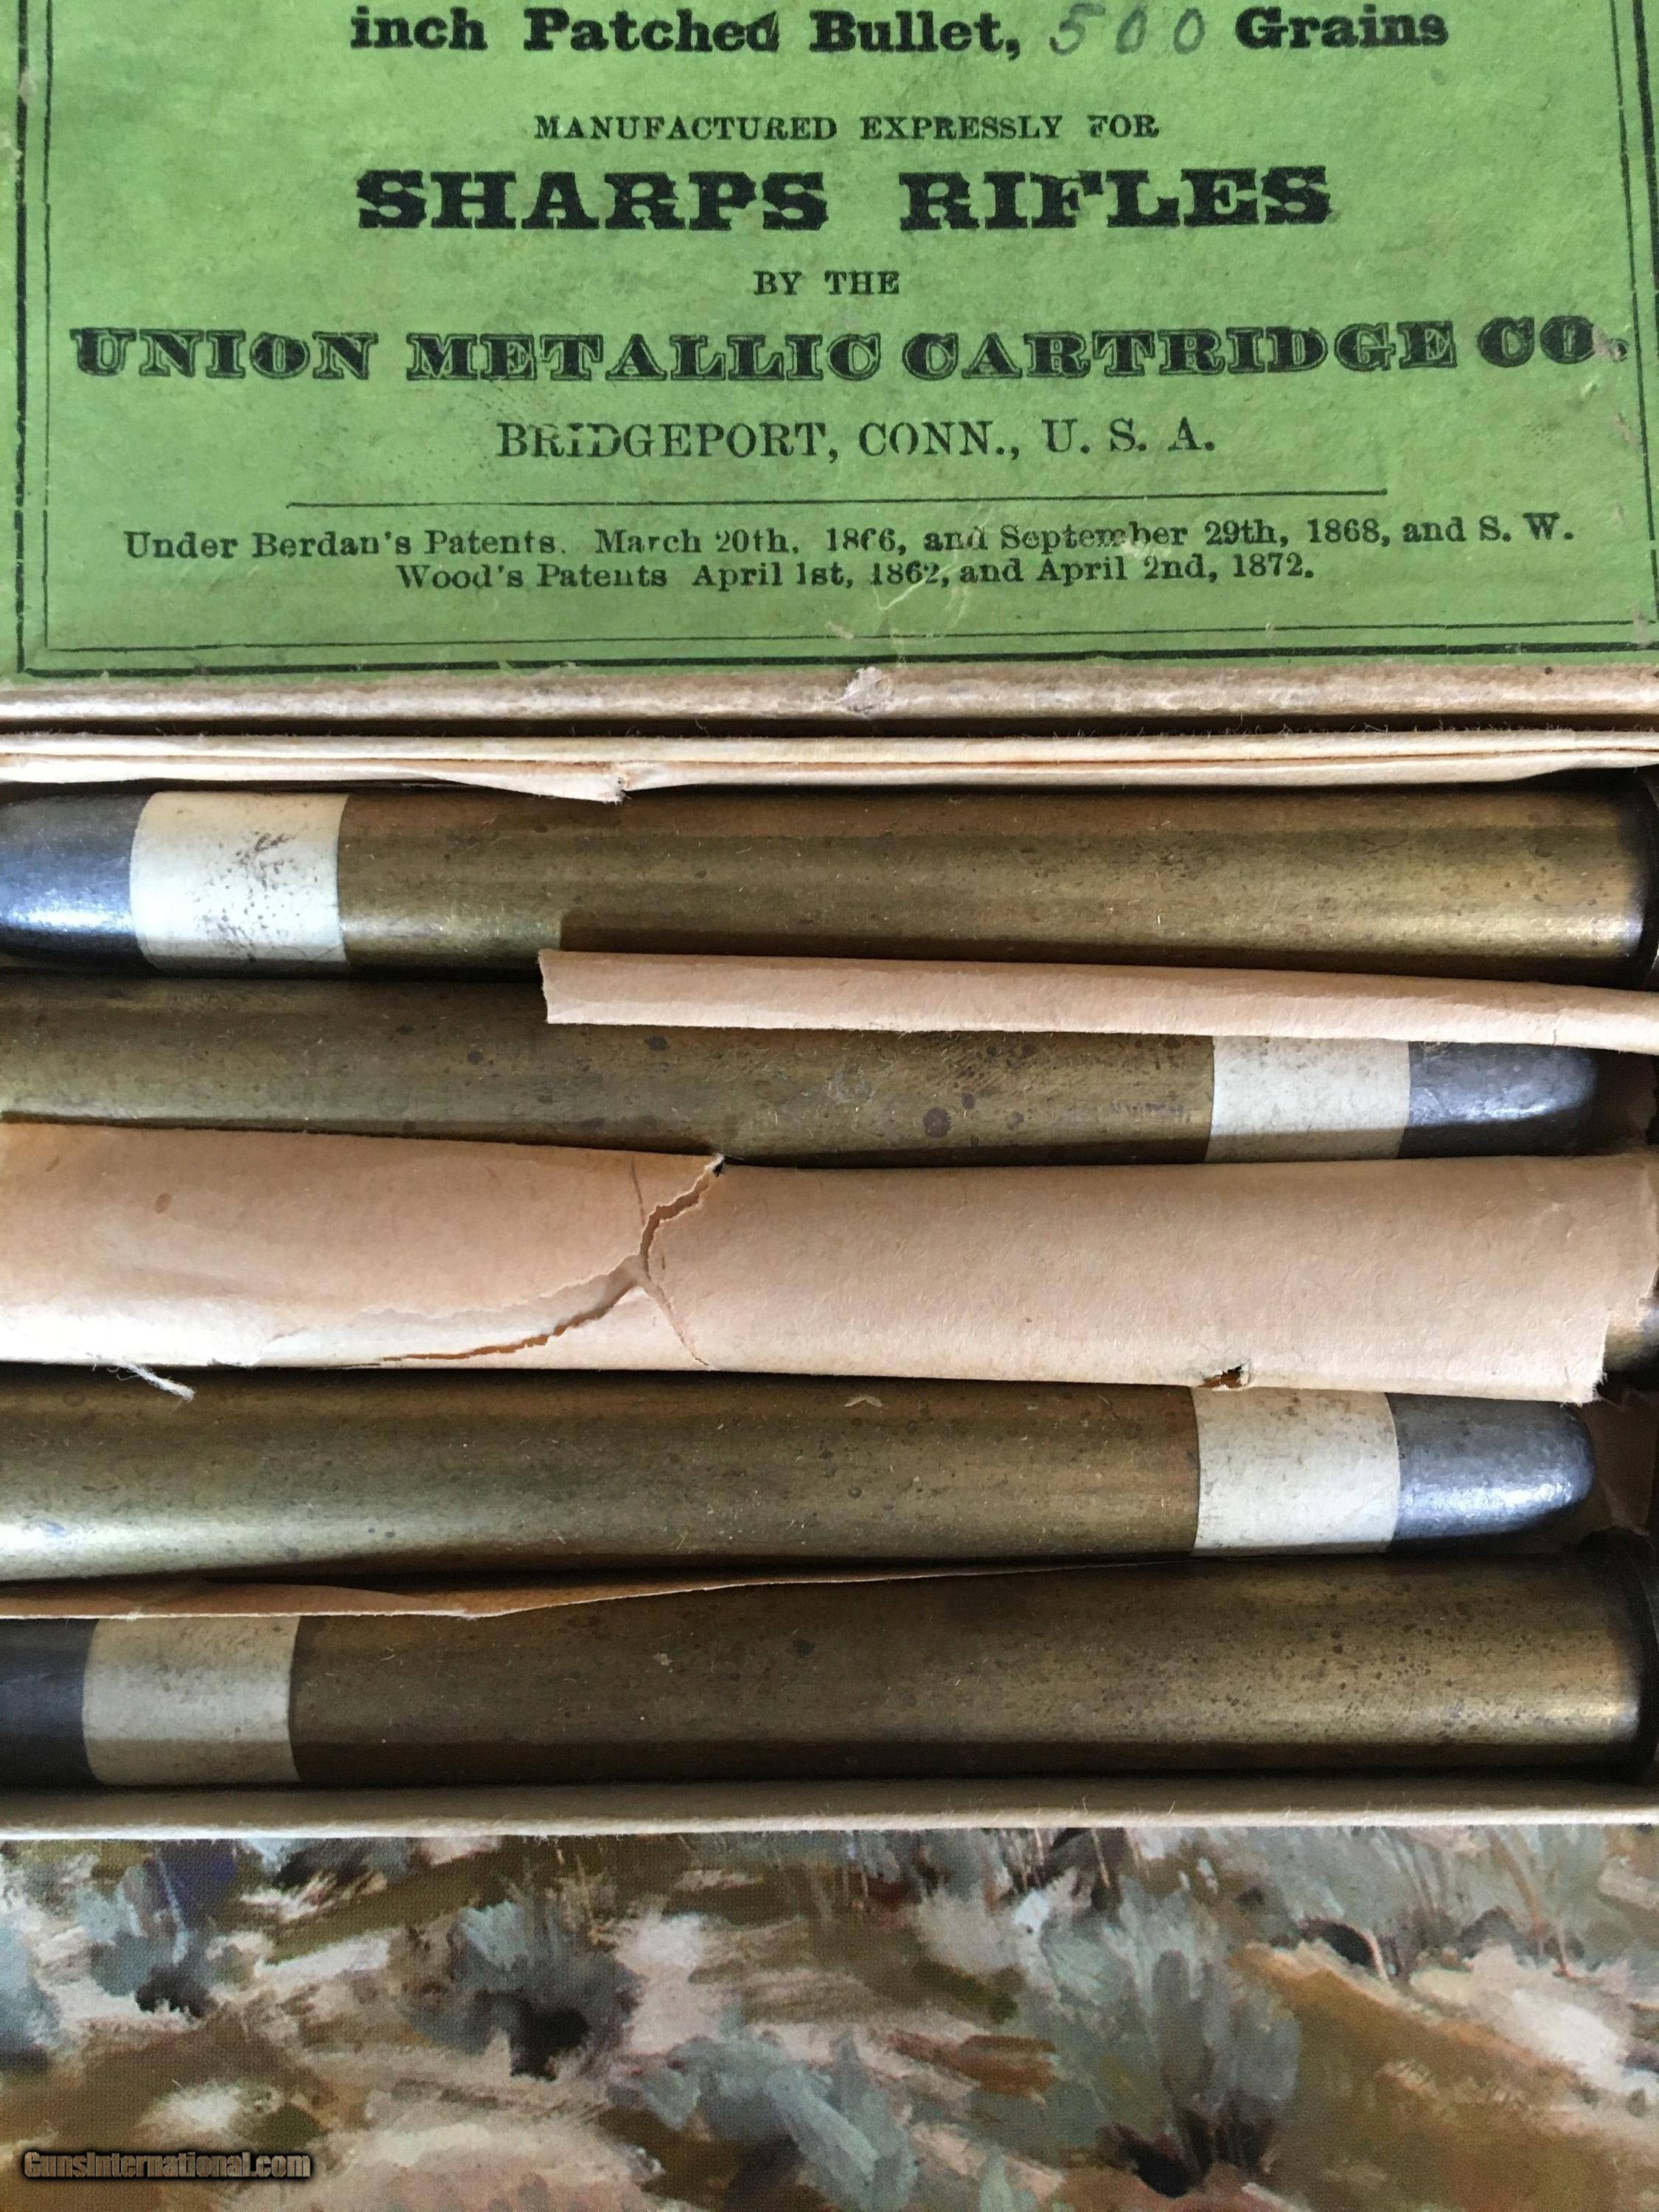 inch Patched Bullet, 500 Grains
MANUFACTURED EXPRESSLY FOR
SHARPS RIFLES
BY THE
UNION METALLIC CARTRIDGE CO.
BRIDGEPORT, CONN., U. S. A.
Under Berdan's Patents. March 20th, 1866, and September 29th, 1868, and S. W.
Wood's Patents April 1st, 1862, and April 2nd, 1872.
GunsInternational.com